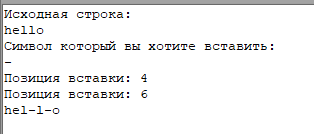 Исходная строка:
hello
Символ который вы хотите вставить:
-
Позиция вставки: 4
Позиция вставки: 6
hel-l-o